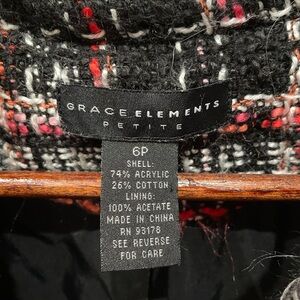 GRACE ELEMENTS
PETITE
6P
SHELL:
74% ACRYLIC
26% COTTON
LINING:
100% ACETATE
MADE IN CHINA
RN 93178
SEE REVERSE
FOR CARE